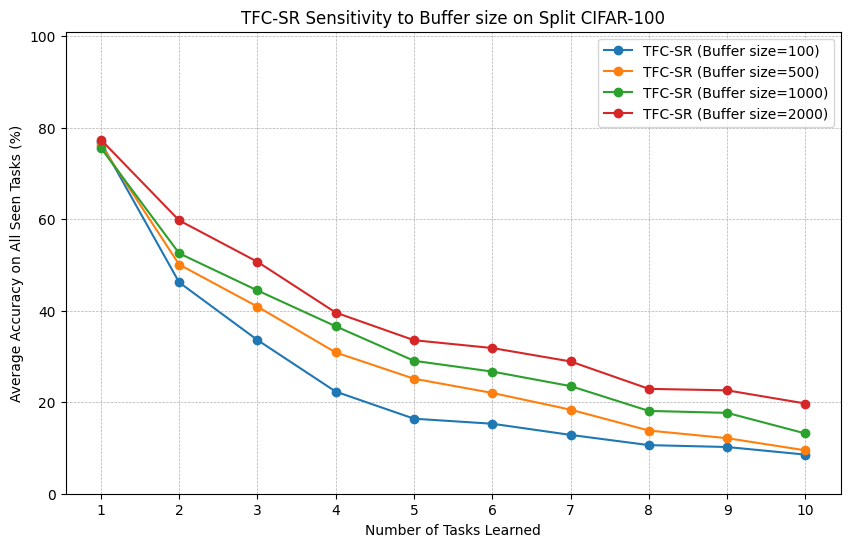 TFC-SR Sensitivity to Buffer size on Split CIFAR-100
TFC-SR (Buffer size=100)
TFC-SR (Buffer size=500)
TFC-SR (Buffer size=1000)
TFC-SR (Buffer size=2000)
Average Accuracy on All Seen Tasks (%)
100
80
60
40
20
0
1 2 3 4 5 6 7 8 9 10
Number of Tasks Learned